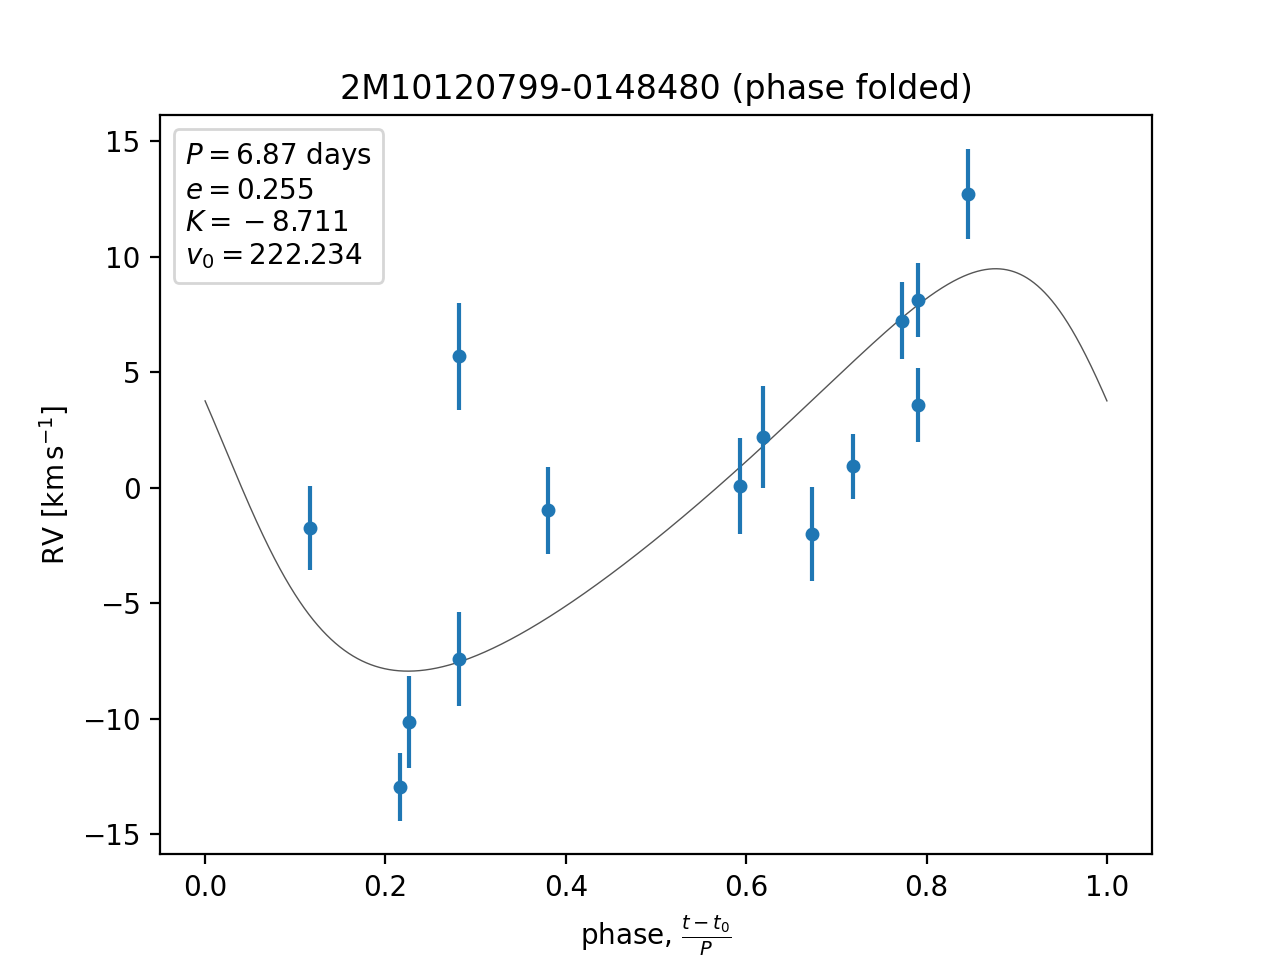 2M10120799-0148480 (phase folded)
P = 6.87 days
e = 0.255
K = −8.711
v₀ = 222.234
15
10
5
0
−5
−10
−15
RV [km s⁻¹]
0.0 0.2 0.4 0.6 0.8 1.0
phase, (t − t₀)/P